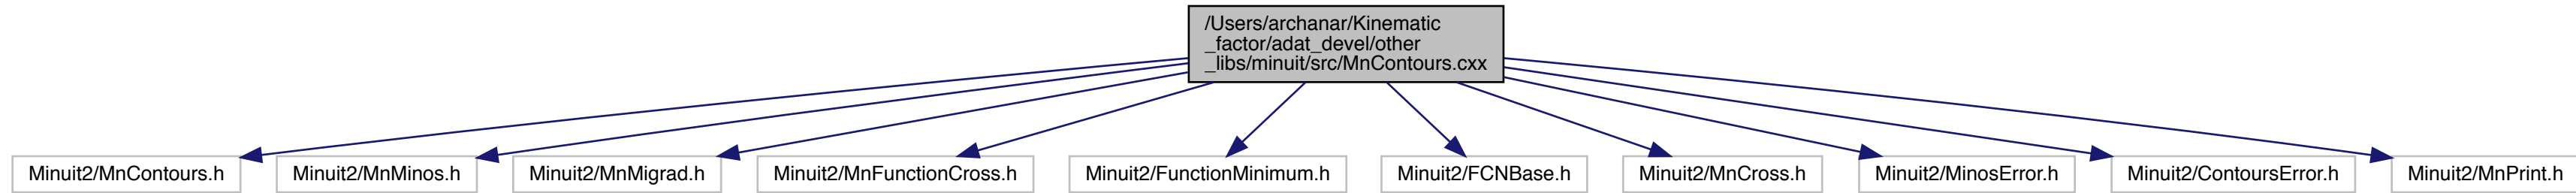 /Users/archanar/Kinematic
_factor/adat_devel/other
_libs/minuit/src/MnContours.cxx
Minuit2/MnContours.h
Minuit2/MnMinos.h
Minuit2/MnMigrad.h
Minuit2/MnFunctionCross.h
Minuit2/FunctionMinimum.h
Minuit2/FCNBase.h
Minuit2/MnCross.h
Minuit2/MinosError.h
Minuit2/ContoursError.h
Minuit2/MnPrint.h